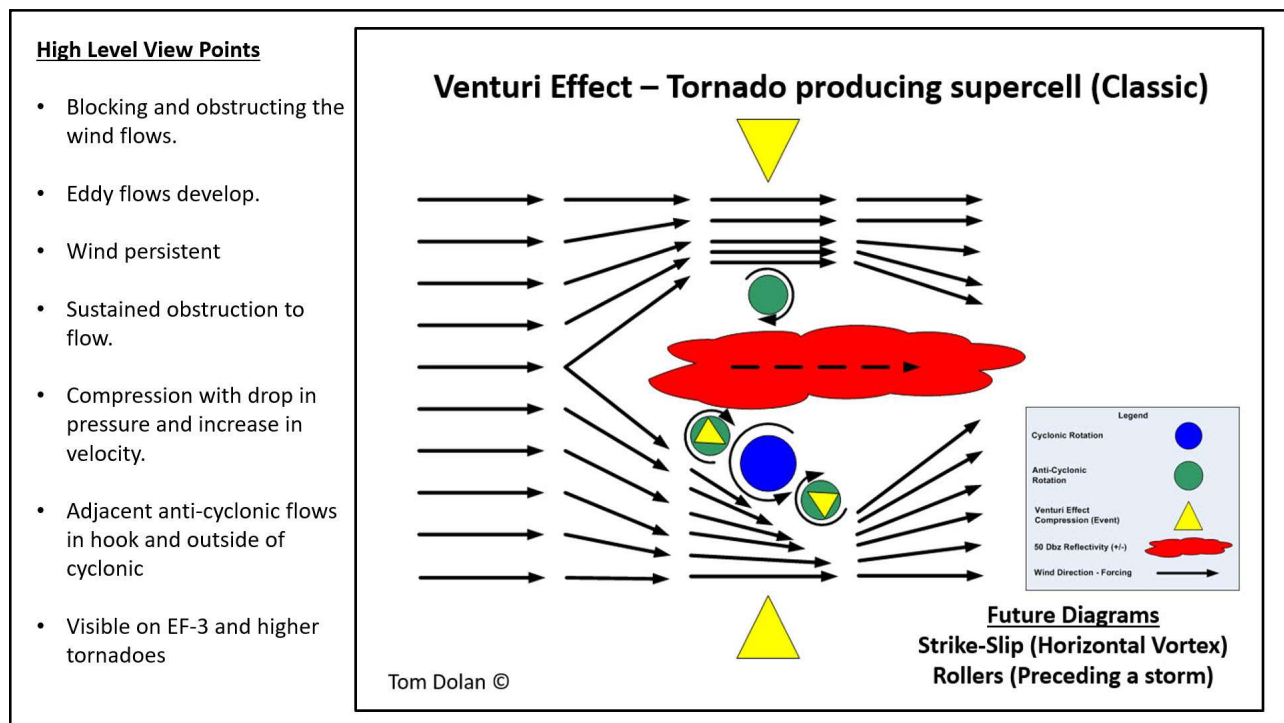 High Level View Points
• Blocking and obstructing the
wind flows.
• Eddy flows develop.
• Wind persistent
• Sustained obstruction to
flow.
• Compression with drop in
pressure and increase in
velocity.
• Adjacent anti-cyclonic flows
in hook and outside of
cyclonic
• Visible on EF-3 and higher
tornadoes
Venturi Effect – Tornado producing supercell (Classic)
Legend
Cyclonic Rotation
Anti-Cyclonic
Rotation
Venturi Effect
Compression (Event)
50 Dbz Reflectivity (+/-)
Wind Direction - Forcing
Future Diagrams
Strike-Slip (Horizontal Vortex)
Rollers (Preceding a storm)
Tom Dolan ©